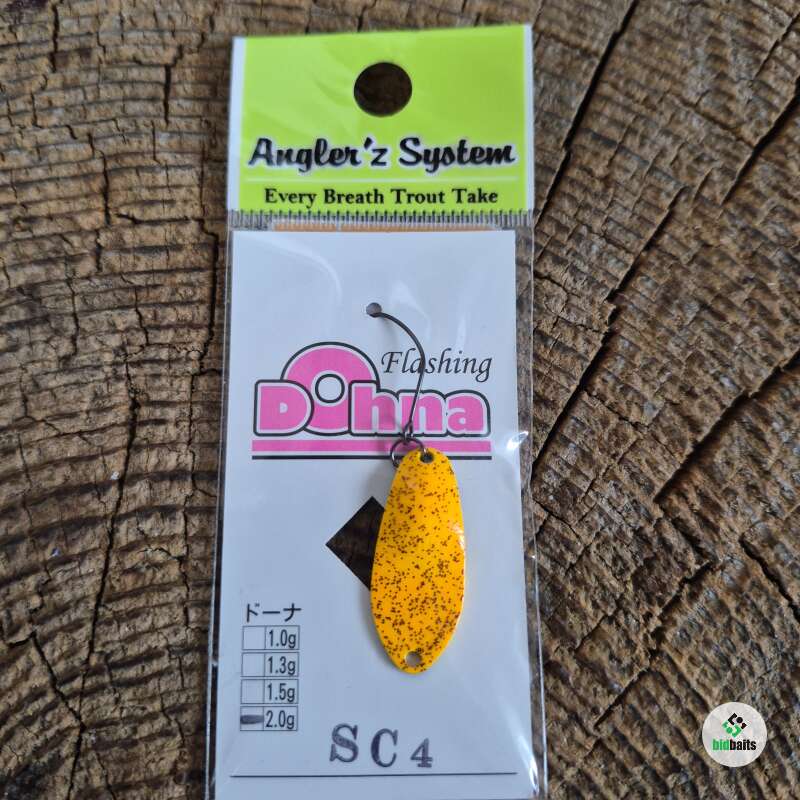 Angler'z System
Every Breath Trout Take
Flashing
Dohna
ドーナ
1.0g
1.3g
1.5g
2.0g
SC4
bidbaits